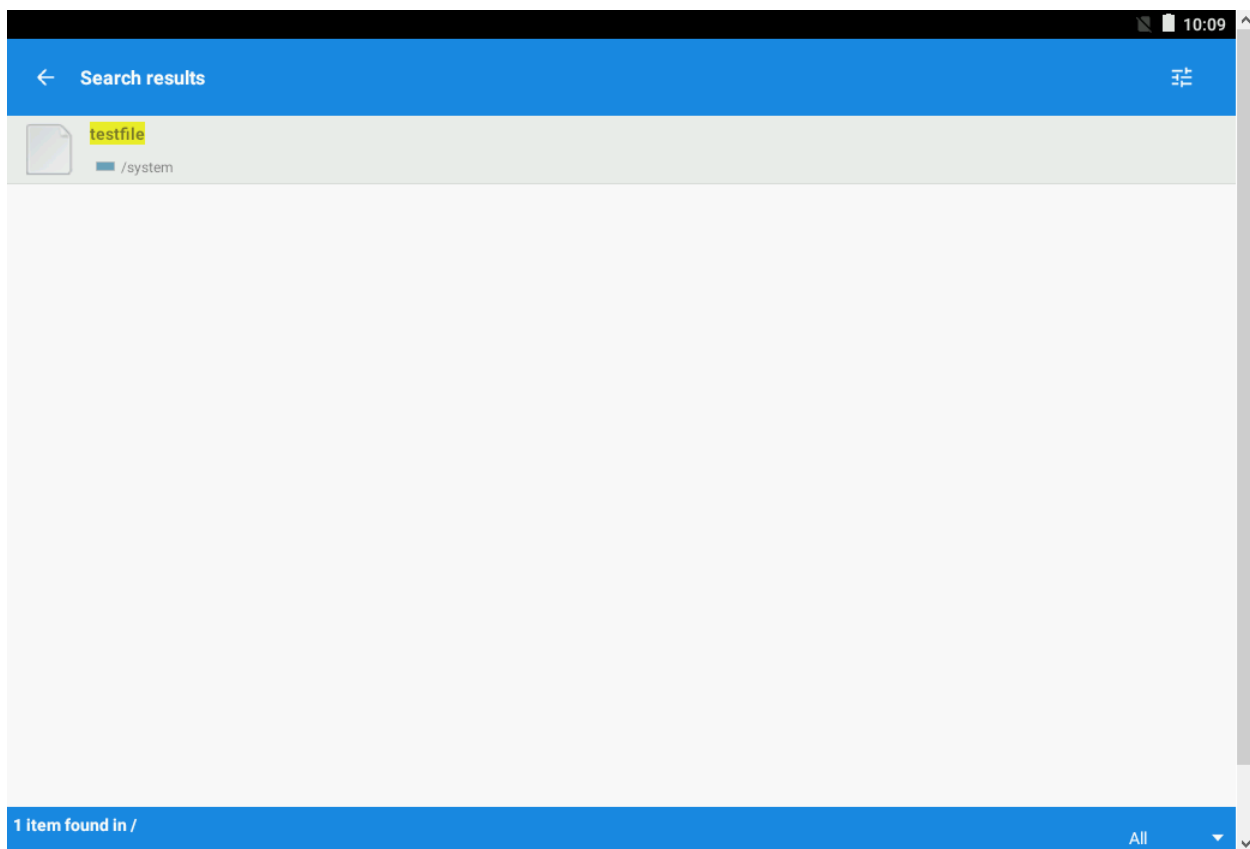 10:09
Search results
testfile
/system
1 item found in /
All